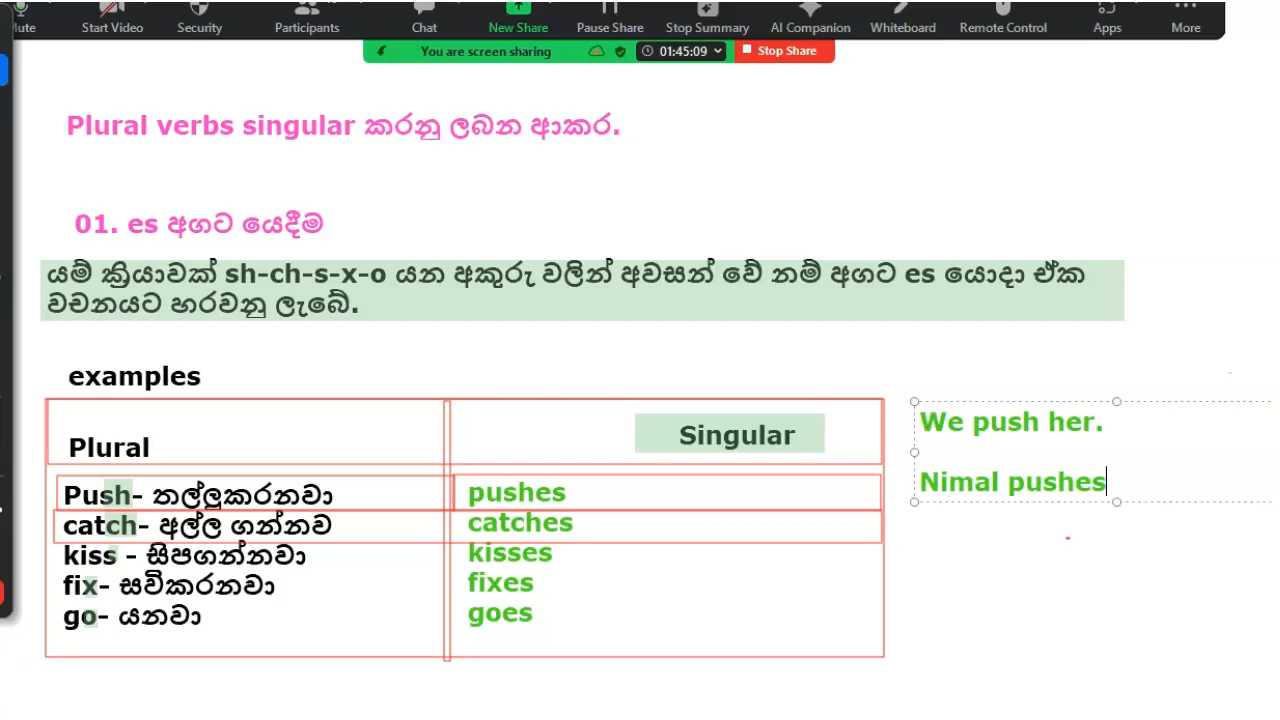 Mute Start Video Security Participants Chat New Share Pause Share Stop Summary AI Companion Whiteboard Remote Control Apps More
You are screen sharing 01:45:09 Stop Share
Plural verbs singular කරනු ලබන ආකර.
01. es අගට යෙදීම
යම් ක්‍රියාවක් sh-ch-s-x-o යන අකුරු වලින් අවසන් වේ නම් අගට es යොදා ඒක
වචනයට හරවනු ලැබේ.
examples
Plural Singular
Push- තල්ලුකරනවා pushes
catch- අල්ල ගන්නව catches
kiss - සිපගන්නවා kisses
fix- සවිකරනවා fixes
go- යනවා goes
We push her.
Nimal pushes